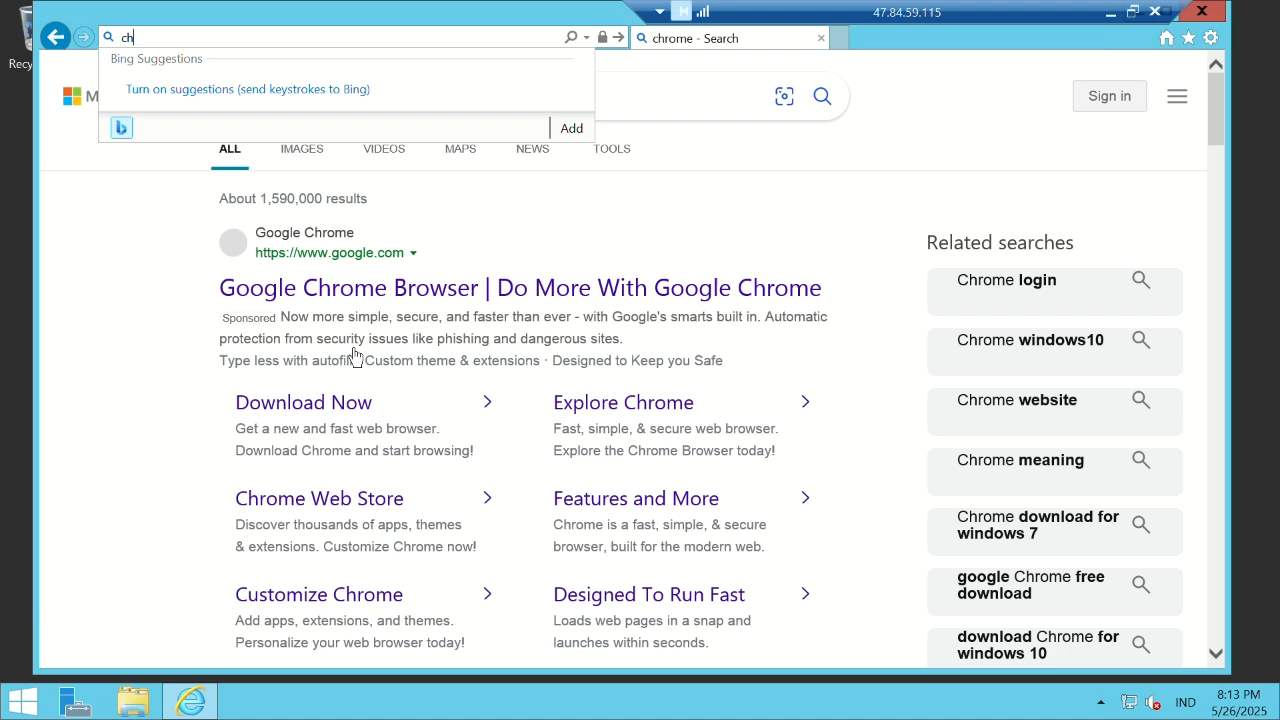 47.84.59.115
ch
chrome - Search
Recy
Bing Suggestions
Turn on suggestions (send keystrokes to Bing)
M
Sign in
Add
ALL IMAGES VIDEOS MAPS NEWS TOOLS
About 1,590,000 results
Google Chrome
https://www.google.com
Google Chrome Browser | Do More With Google Chrome
Sponsored Now more simple, secure, and faster than ever - with Google's smarts built in. Automatic
protection from security issues like phishing and dangerous sites.
Type less with autofil Custom theme & extensions · Designed to Keep you Safe
Download Now
Get a new and fast web browser.
Download Chrome and start browsing!
Explore Chrome
Fast, simple, & secure web browser.
Explore the Chrome Browser today!
Chrome Web Store
Discover thousands of apps, themes
& extensions. Customize Chrome now!
Features and More
Chrome is a fast, simple, & secure
browser, built for the modern web.
Customize Chrome
Add apps, extensions, and themes.
Personalize your web browser today!
Designed To Run Fast
Loads web pages in a snap and
launches within seconds.
Related searches
Chrome login
Chrome windows10
Chrome website
Chrome meaning
Chrome download for
windows 7
google Chrome free
download
download Chrome for
windows 10
IND
8:13 PM
5/26/2025